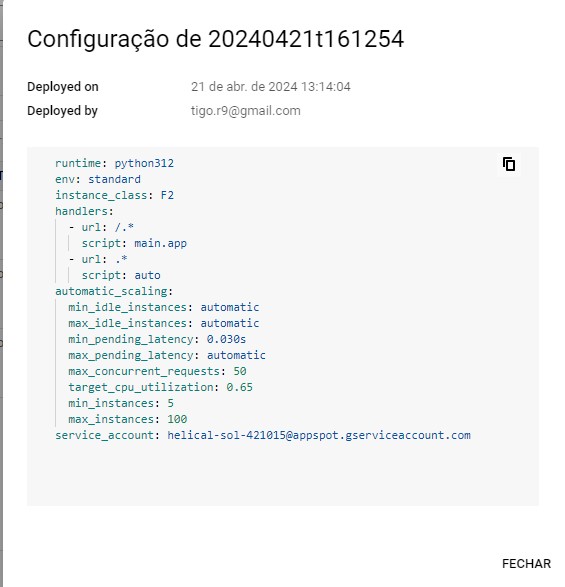 Configuração de 20240421t161254
Deployed on 21 de abr. de 2024 13:14:04
Deployed by tigo.r9@gmail.com
runtime: python312
env: standard
instance_class: F2
handlers:
- url: /.*
script: main.app
- url: .*
script: auto
automatic_scaling:
min_idle_instances: automatic
max_idle_instances: automatic
min_pending_latency: 0.030s
max_pending_latency: automatic
max_concurrent_requests: 50
target_cpu_utilization: 0.65
min_instances: 5
max_instances: 100
service_account: helical-sol-421015@appspot.gserviceaccount.com
FECHAR